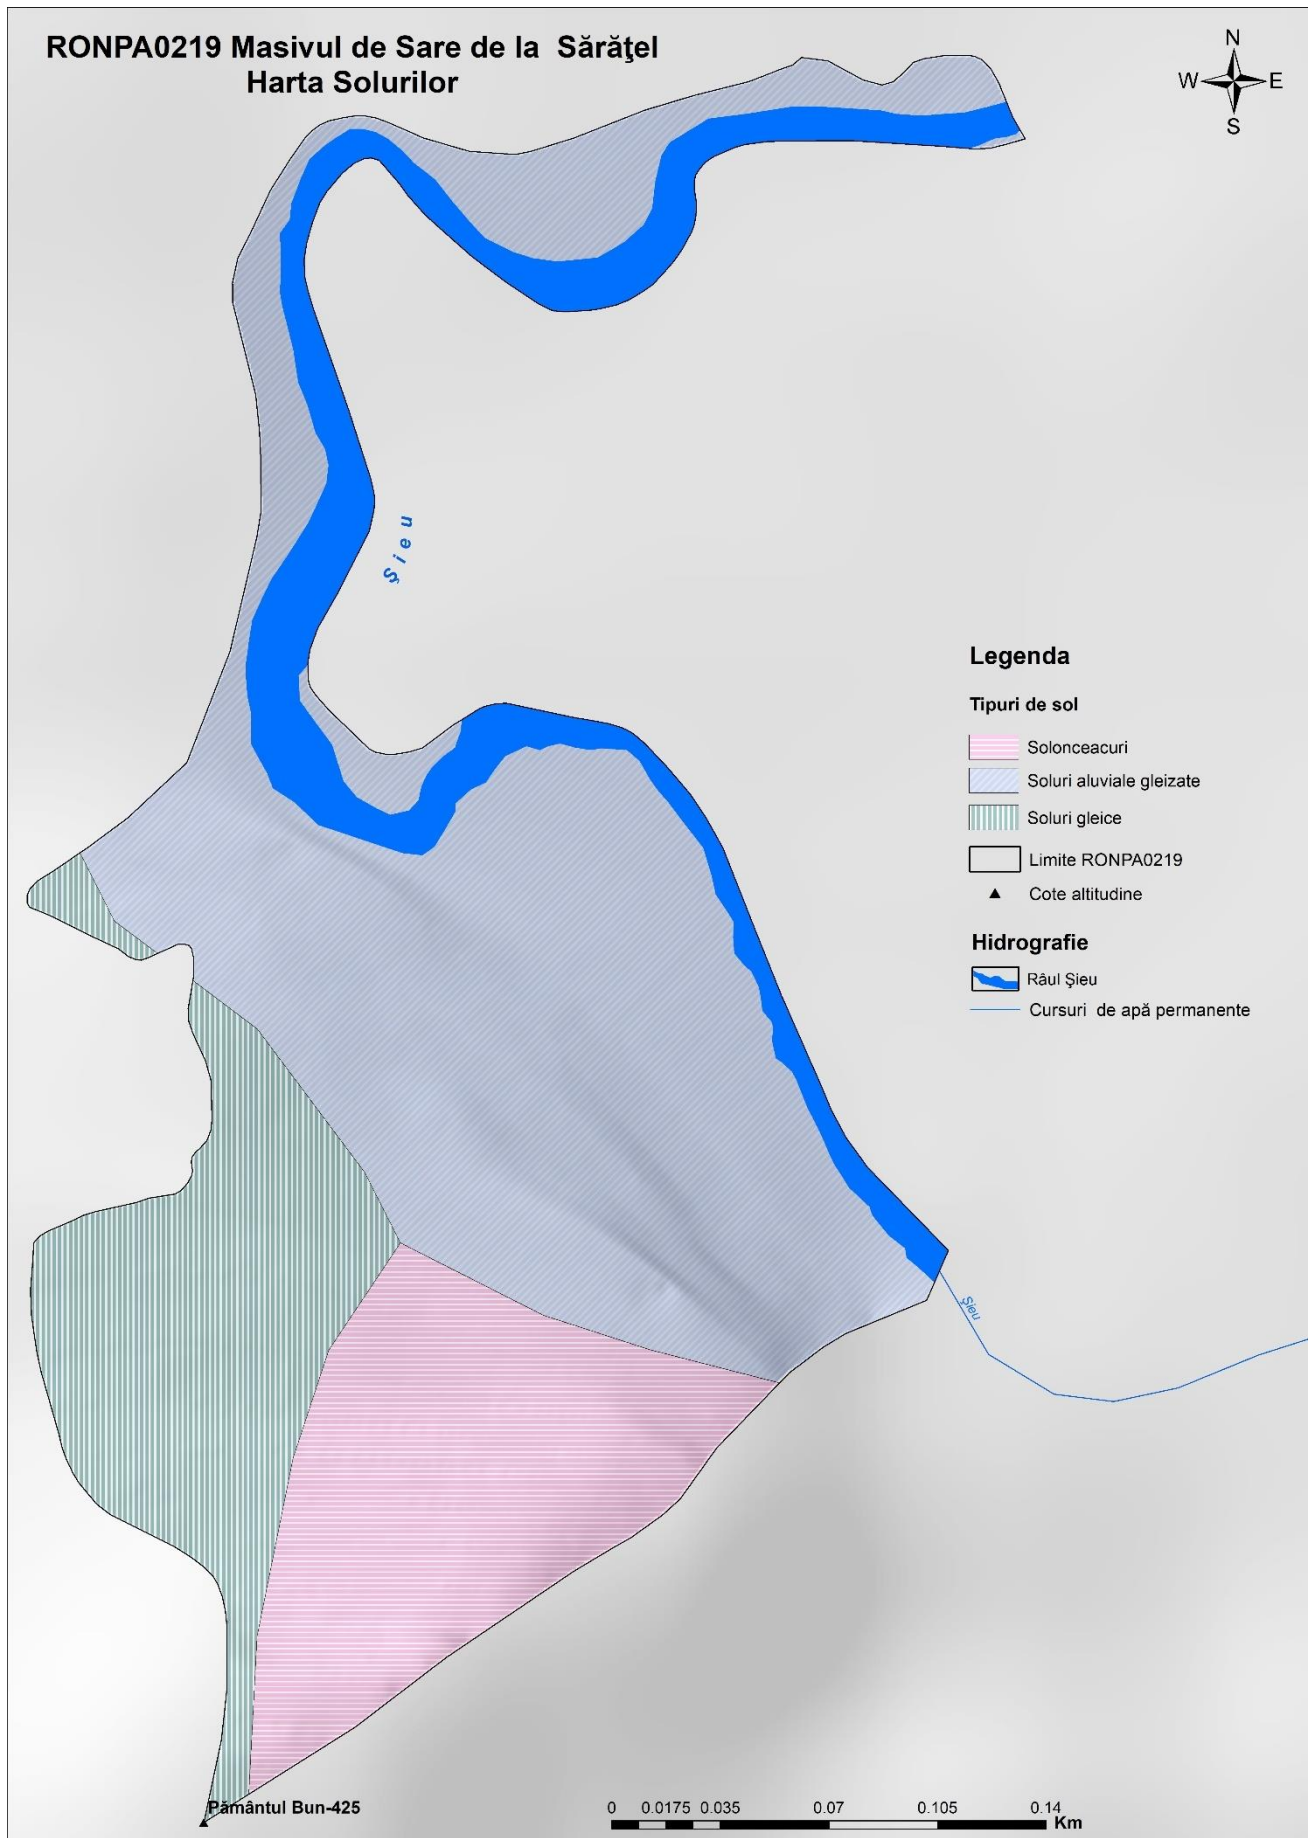 RONPA0219 Masivul de Sare de la Sărăţel
Harta Solurilor
N
W E
S
Şieu
Legenda
Tipuri de sol
Solonceacuri
Soluri aluviale gleizate
Soluri gleice
Limite RONPA0219
Cote altitudine
Hidrografie
Râul Şieu
Cursuri de apă permanente
Şieu
Pământul Bun-425
0 0.0175 0.035 0.07 0.105 0.14
Km